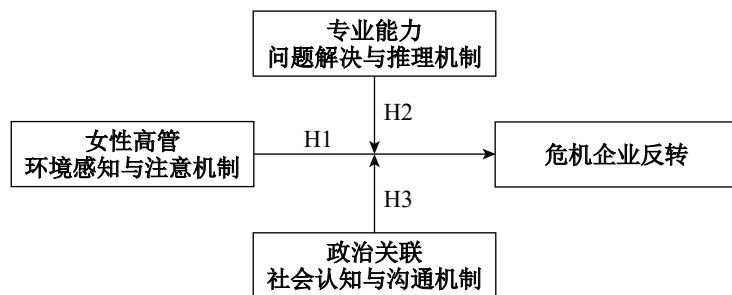 专业能力
问题解决与推理机制
H2
女性高管
环境感知与注意机制
H1
危机企业反转
H3
政治关联
社会认知与沟通机制